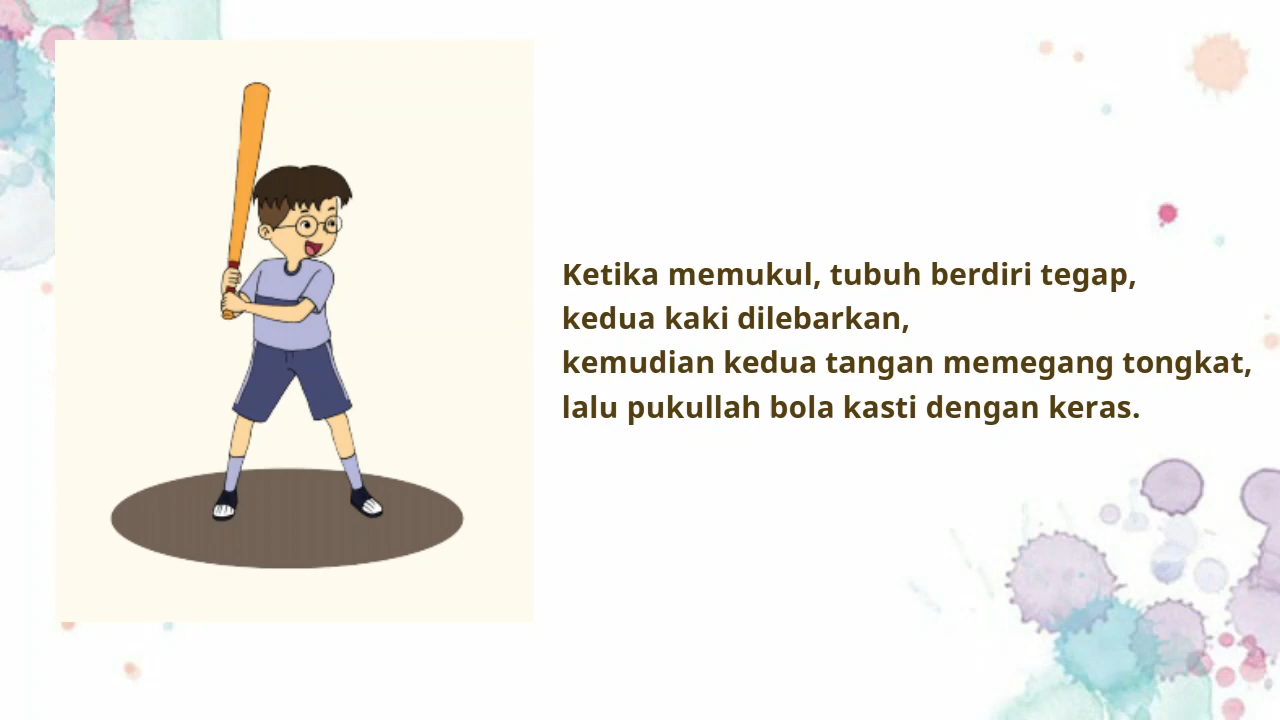 Ketika memukul, tubuh berdiri tegap,
kedua kaki dilebarkan,
kemudian kedua tangan memegang tongkat,
lalu pukullah bola kasti dengan keras.